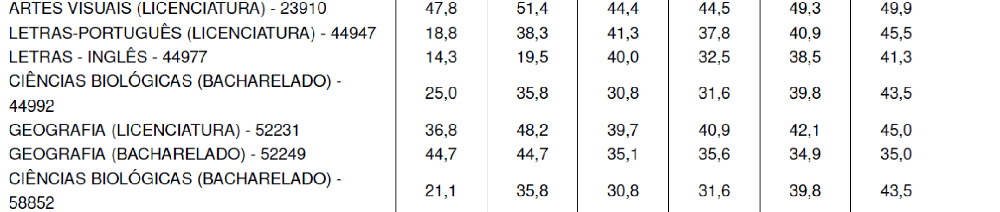 ARTES VISUAIS (LICENCIATURA) - 23910 47,8 51,4 44,4 44,5 49,3 49,9
LETRAS-PORTUGUÊS (LICENCIATURA) - 44947 18,8 38,3 41,3 37,8 40,9 45,5
LETRAS - INGLÊS - 44977 14,3 19,5 40,0 32,5 38,5 41,3
CIÊNCIAS BIOLÓGICAS (BACHARELADO) -
44992 25,0 35,8 30,8 31,6 39,8 43,5
GEOGRAFIA (LICENCIATURA) - 52231 36,8 48,2 39,7 40,9 42,1 45,0
GEOGRAFIA (BACHARELADO) - 52249 44,7 44,7 35,1 35,6 34,9 35,0
CIÊNCIAS BIOLÓGICAS (BACHARELADO) -
58852 21,1 35,8 30,8 31,6 39,8 43,5